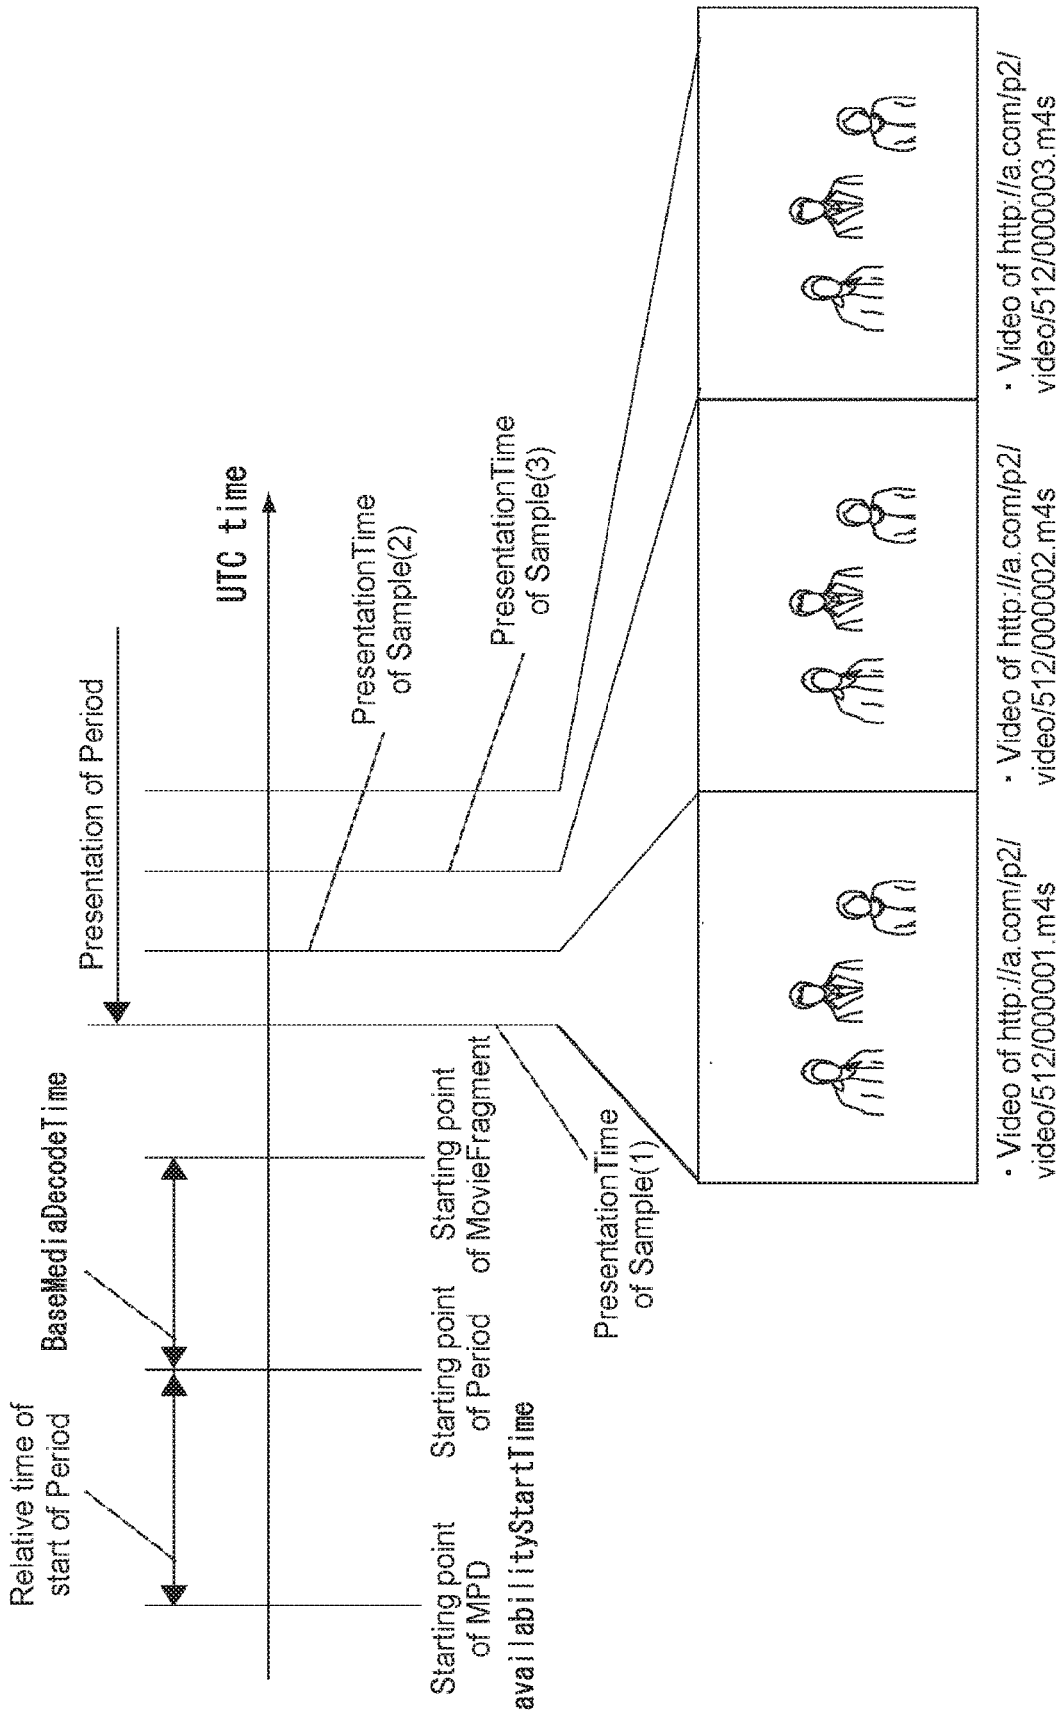 Relative time of
start of Period
BaseMediaDecodeTime
Presentation of Period
UTC time
Starting point
of MPD
availabilityStartTime
Starting point
of Period
Starting point
of MovieFragment
PresentationTime
of Sample(1)
PresentationTime
of Sample(2)
PresentationTime
of Sample(3)
・Video of http://a.com/p2/
video/512/000001.m4s
・Video of http://a.com/p2/
video/512/000002.m4s
・Video of http://a.com/p2/
video/512/000003.m4s